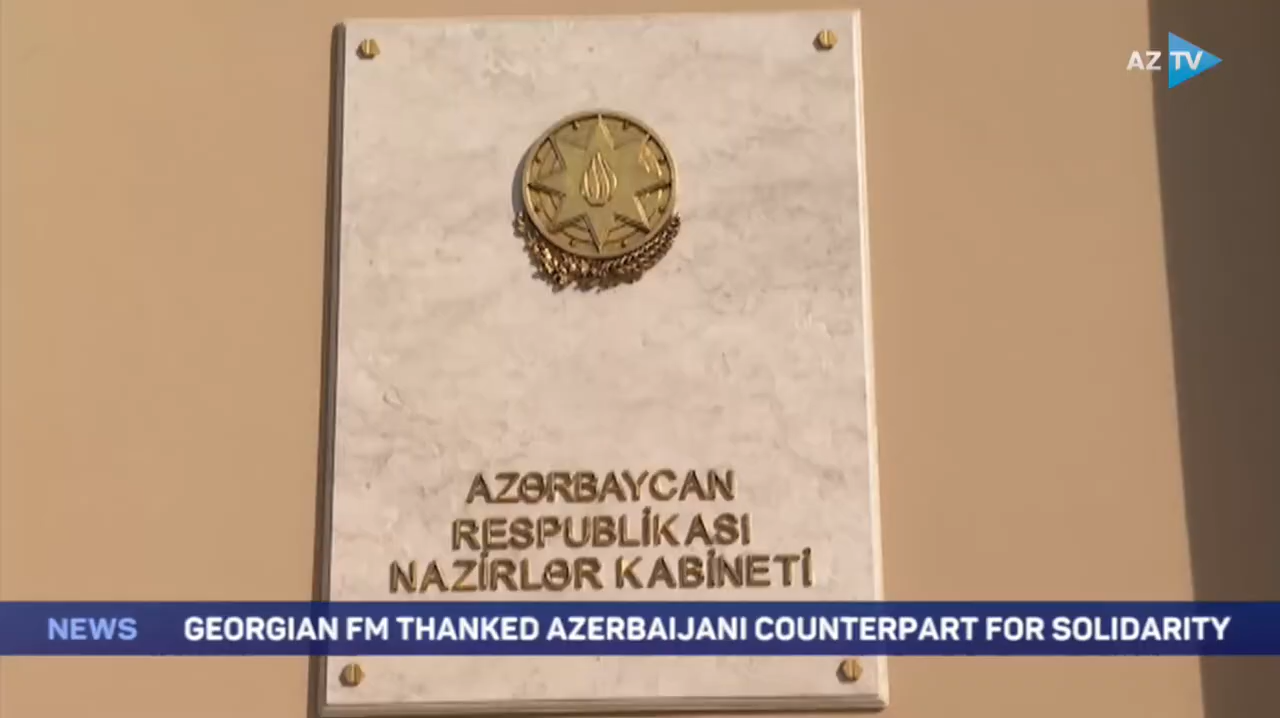 AZ TV
AZƏRBAYCAN
RESPUBLİKASI
NAZİRLƏR KABİNETİ
NEWS GEORGIAN FM THANKED AZERBAIJANI COUNTERPART FOR SOLIDARITY